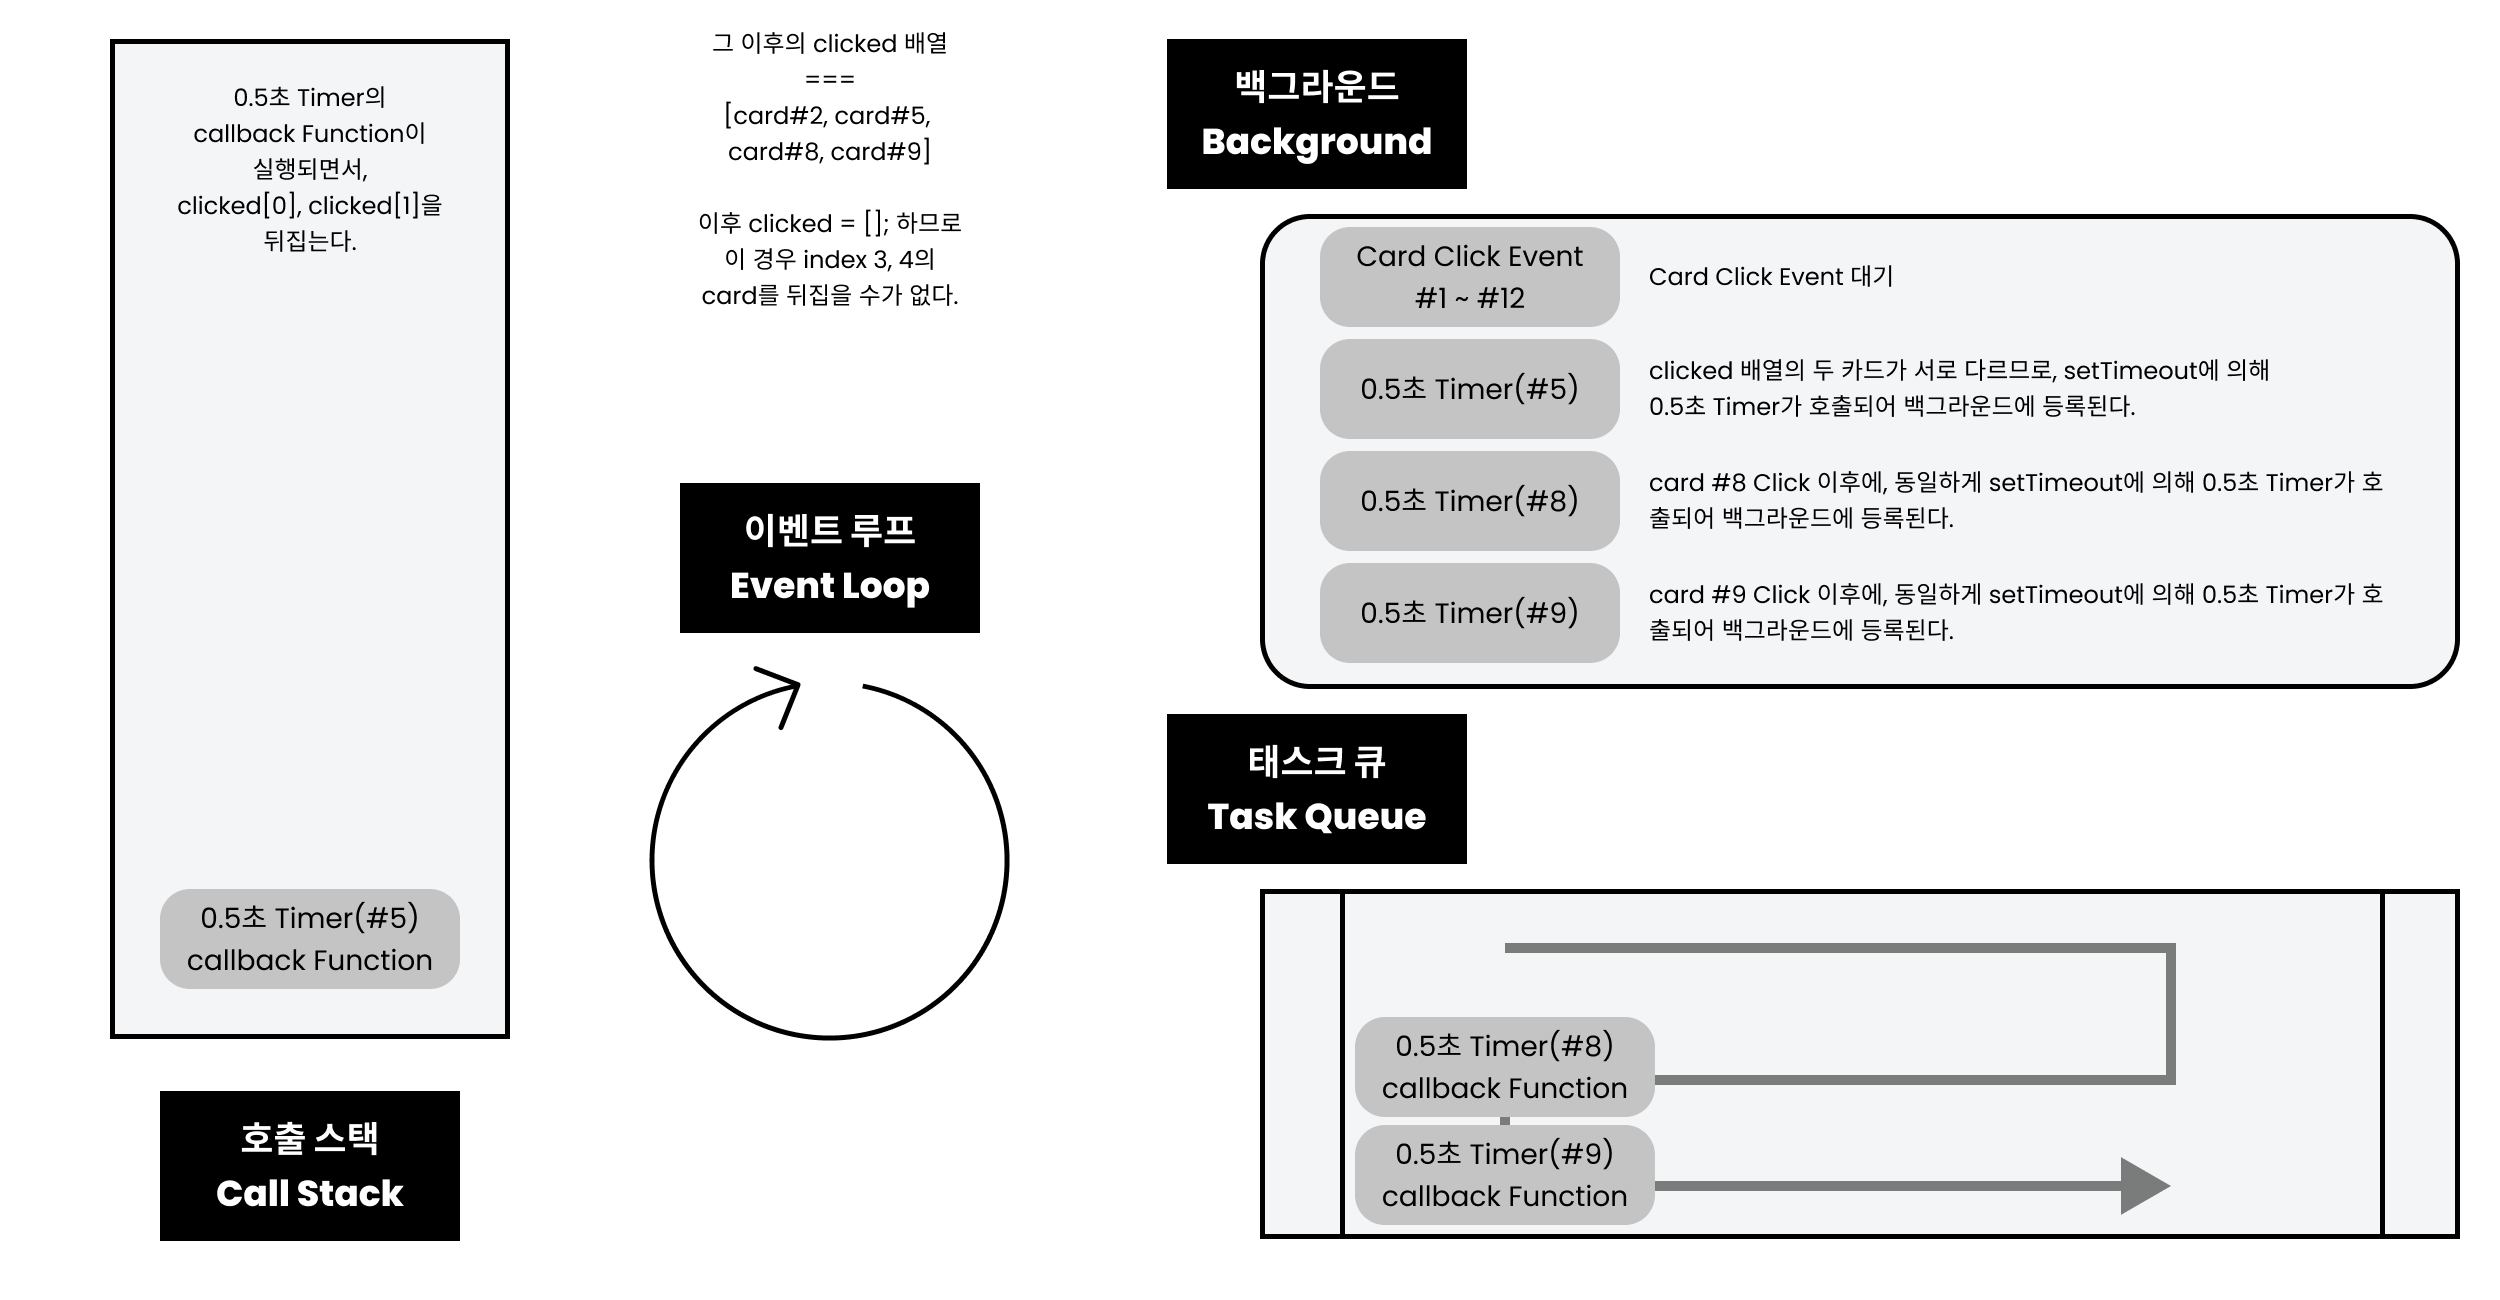 0.5초 Timer의
callback Function이
실행되면서,
clicked[0], clicked[1]을
뒤집는다.
0.5초 Timer(#5)
callback Function
호출 스택
Call Stack
그 이후의 clicked 배열
===
[card#2, card#5,
card#8, card#9]
이후 clicked = []; 하므로
이 경우 index 3, 4의
card를 뒤집을 수가 없다.
이벤트 루프
Event Loop
백그라운드
Background
Card Click Event
#1 ~ #12
Card Click Event 대기
0.5초 Timer(#5)
clicked 배열의 두 카드가 서로 다르므로, setTimeout에 의해
0.5초 Timer가 호출되어 백그라운드에 등록된다.
0.5초 Timer(#8)
card #8 Click 이후에, 동일하게 setTimeout에 의해 0.5초 Timer가 호
출되어 백그라운드에 등록된다.
0.5초 Timer(#9)
card #9 Click 이후에, 동일하게 setTimeout에 의해 0.5초 Timer가 호
출되어 백그라운드에 등록된다.
태스크 큐
Task Queue
0.5초 Timer(#8)
callback Function
0.5초 Timer(#9)
callback Function